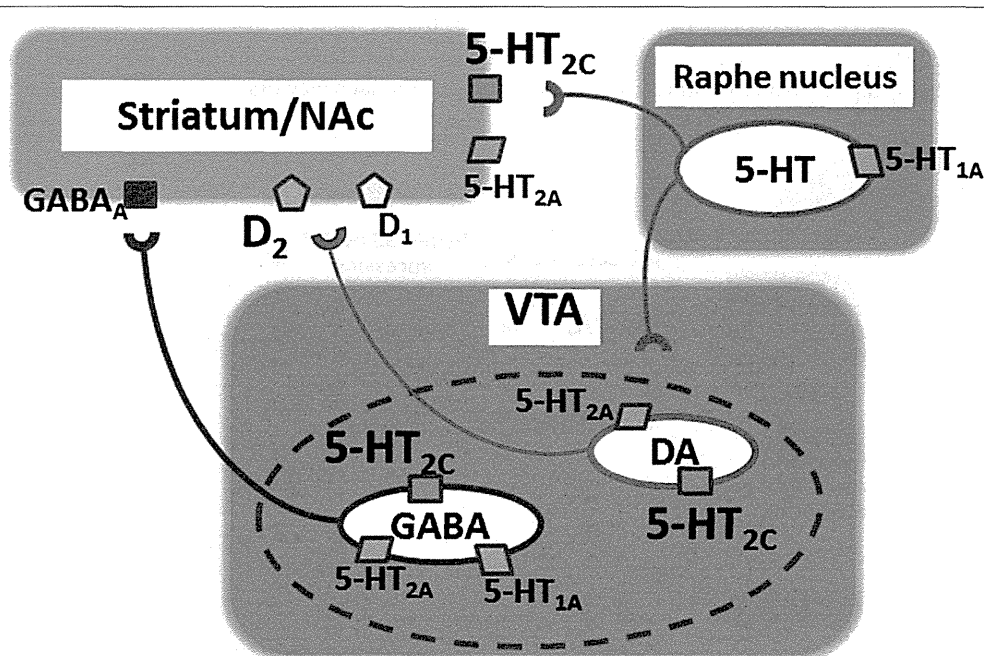 5-HT2C
Raphe nucleus
Striatum/NAc
5-HT
5-HT1A
5-HT2A
GABAA
D2
D1
VTA
5-HT2A
DA
5-HT2C
5-HT2C
GABA
5-HT2A
5-HT1A